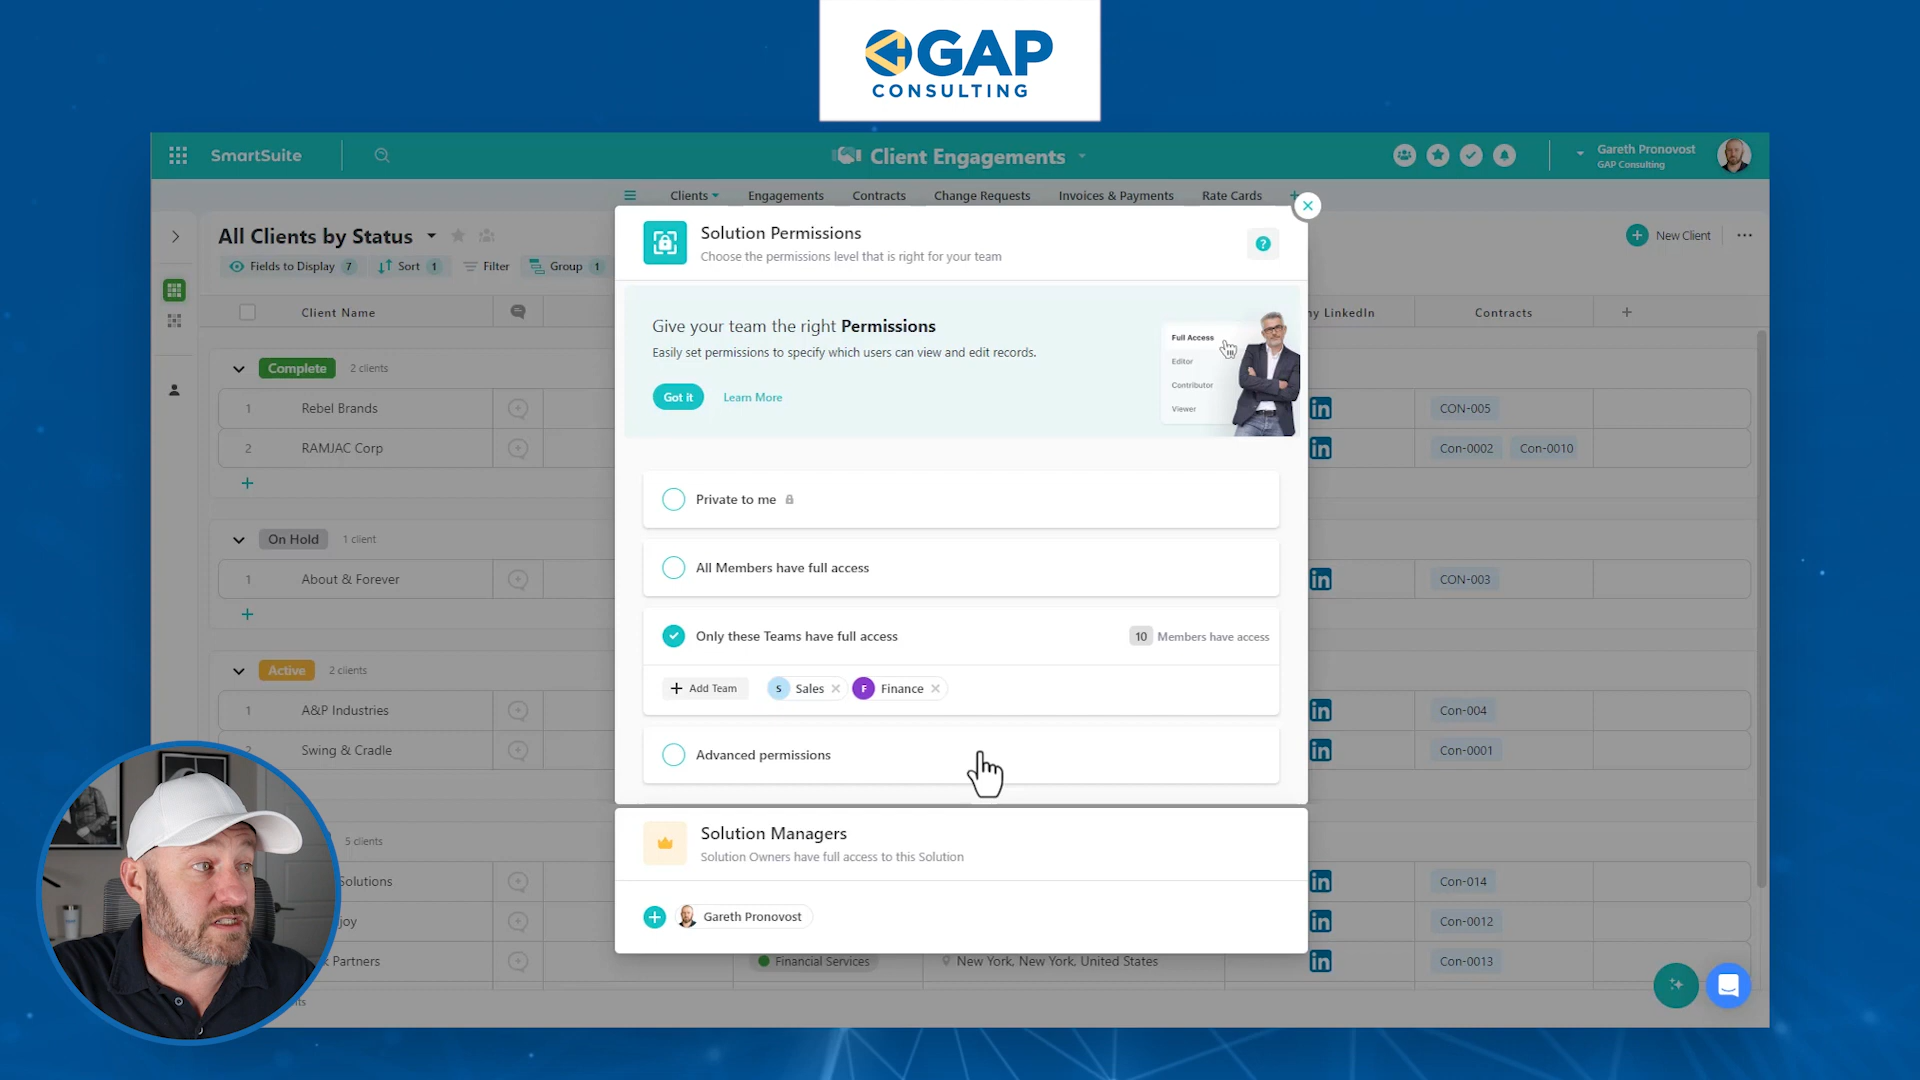 GAP
CONSULTING
SmartSuite
Client Engagements
Gareth Pronovost
GAP Consulting
Clients
Engagements
Contracts
Change Requests
Invoices & Payments
Rate Cards
All Clients by Status
New Client
Fields to Display 7
Sort 1
Filter
Group 1
Client Name
LinkedIn
Contracts
Complete 2 clients
1 Rebel Brands CON-005
2 RAMJAC Corp Con-0002 Con-0010
On Hold 1 client
1 About & Forever CON-003
Active 2 clients
1 A&P Industries Con-004
2 Swing & Cradle Con-0001
5 clients
Solutions Con-014
joy Con-0012
Partners Financial Services New York, New York, United States Con-0013
Solution Permissions
Choose the permissions level that is right for your team
?
Give your team the right Permissions
Easily set permissions to specify which users can view and edit records.
Got it
Learn More
Full Access
Editor
Contributor
Viewer
Private to me
All Members have full access
Only these Teams have full access
10 Members have access
+ Add Team
S Sales
F Finance
Advanced permissions
Solution Managers
Solution Owners have full access to this Solution
Gareth Pronovost